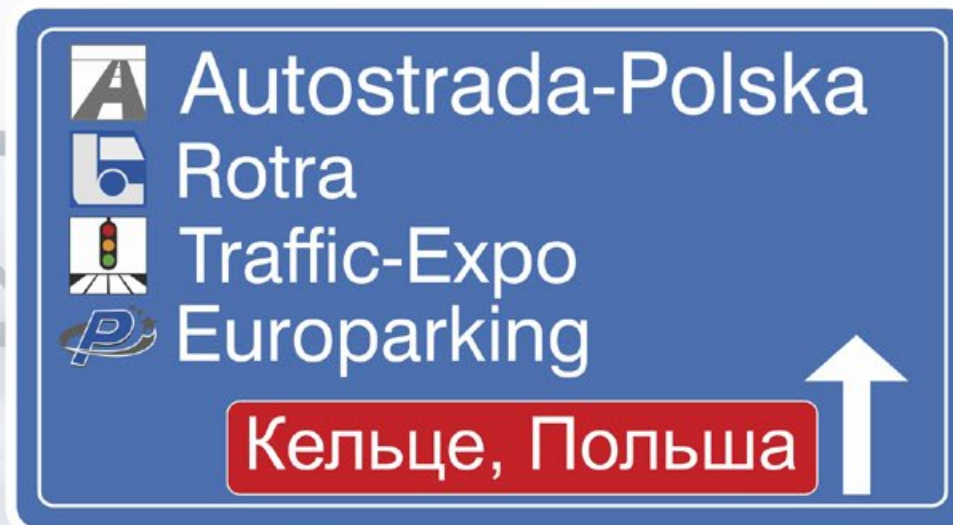 Autostrada-Polska
Rotra
Traffic-Expo
Europarking
Кельце, Польша